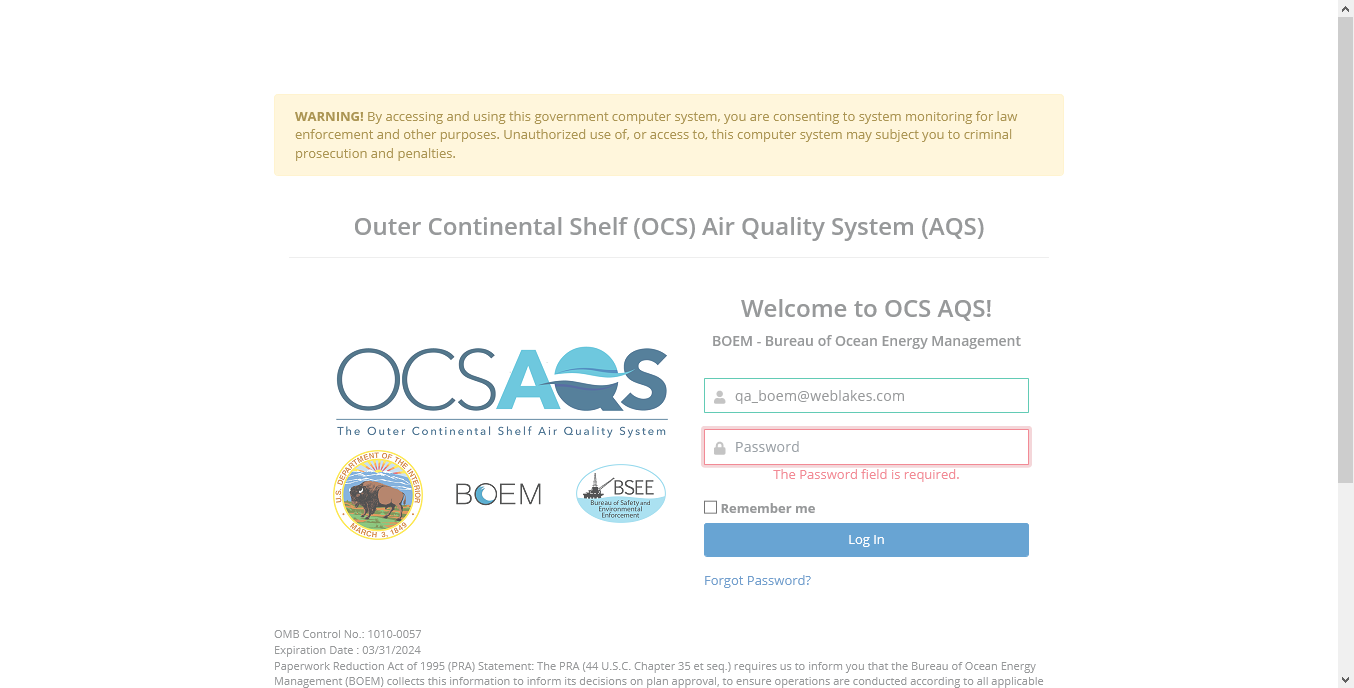 WARNING! By accessing and using this government computer system, you are consenting to system monitoring for law
enforcement and other purposes. Unauthorized use of, or access to, this computer system may subject you to criminal
prosecution and penalties.
Outer Continental Shelf (OCS) Air Quality System (AQS)
OCSAQS
The Outer Continental Shelf Air Quality System
U.S. DEPARTMENT OF THE INTERIOR
MARCH 3, 1849
BOEM
BSEE
Bureau of Safety and
Environmental
Enforcement
Welcome to OCS AQS!
BOEM - Bureau of Ocean Energy Management
qa_boem@weblakes.com
Password
The Password field is required.
Remember me
Log In
Forgot Password?
OMB Control No.: 1010-0057
Expiration Date : 03/31/2024
Paperwork Reduction Act of 1995 (PRA) Statement: The PRA (44 U.S.C. Chapter 35 et seq.) requires us to inform you that the Bureau of Ocean Energy
Management (BOEM) collects this information to inform its decisions on plan approval, to ensure operations are conducted according to all applicable